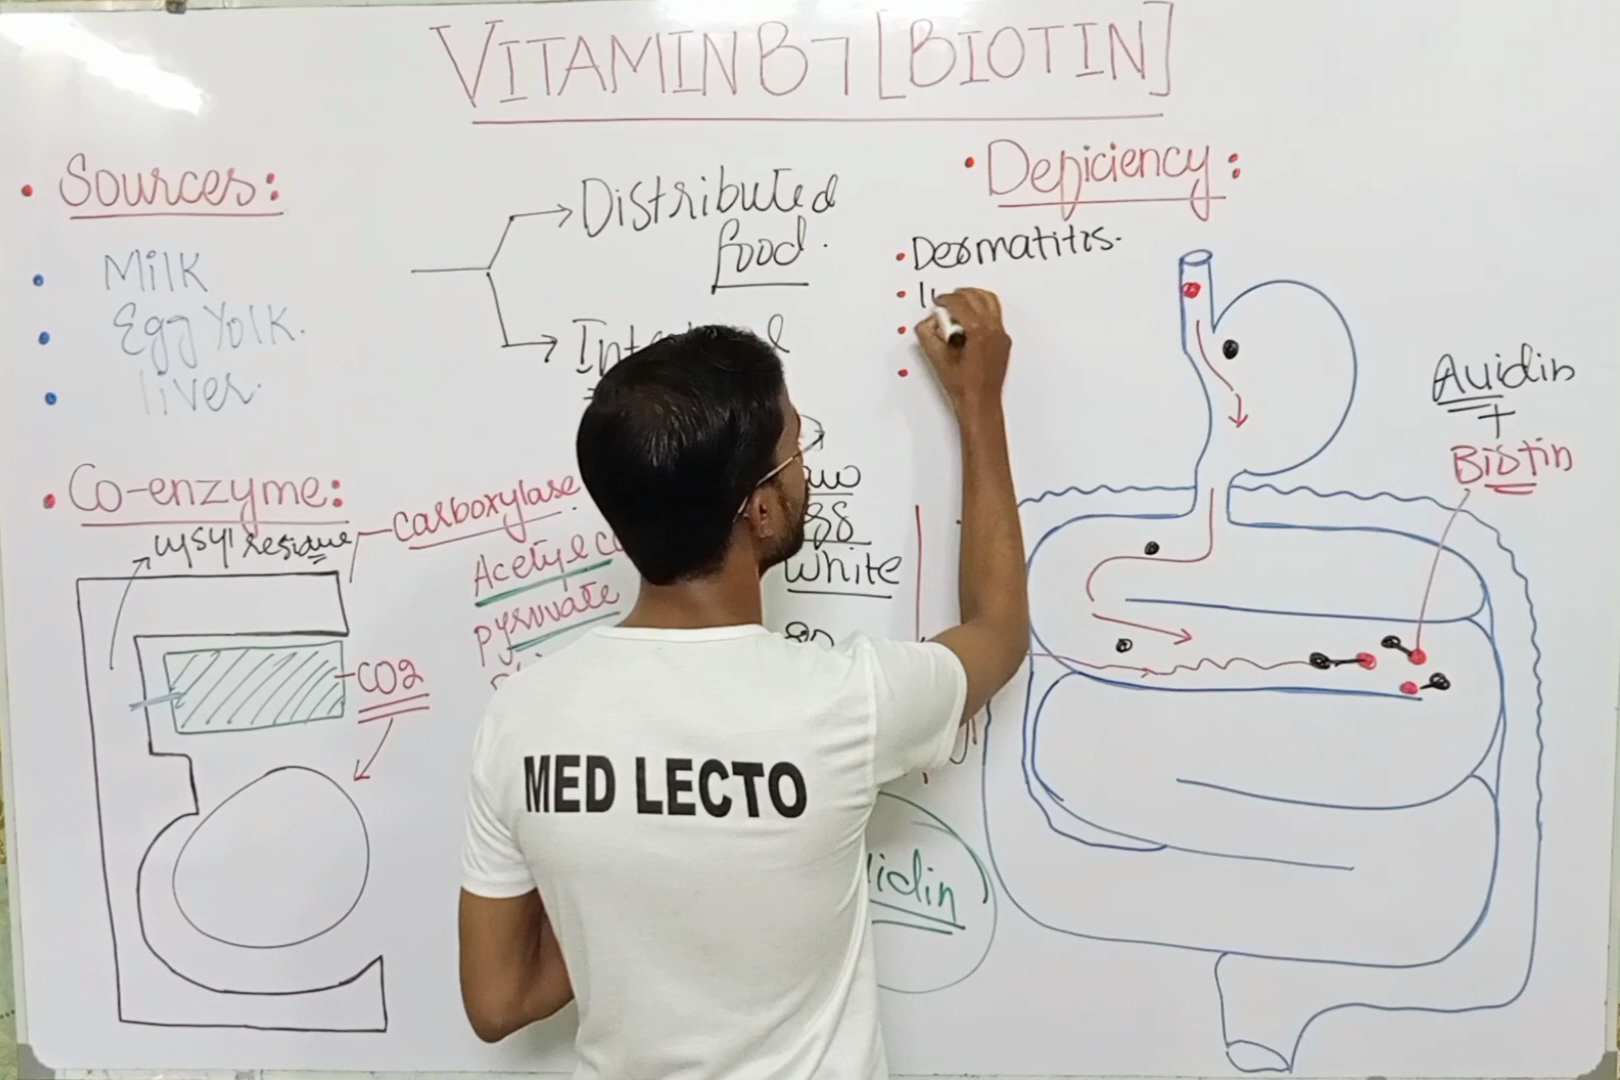 VITAMIN B7 [BIOTIN]
• Sources:
• Milk
• Egg Yolk.
• liver.
Distributed
food.
• Deficiency:
• Dermatitis.
•
•
•
• Co-enzyme:
lysyl residue
carboxylase.
Acetyl
pyruvate
CO2
Egg
White
Avidin
+
Biotin
MED LECTO